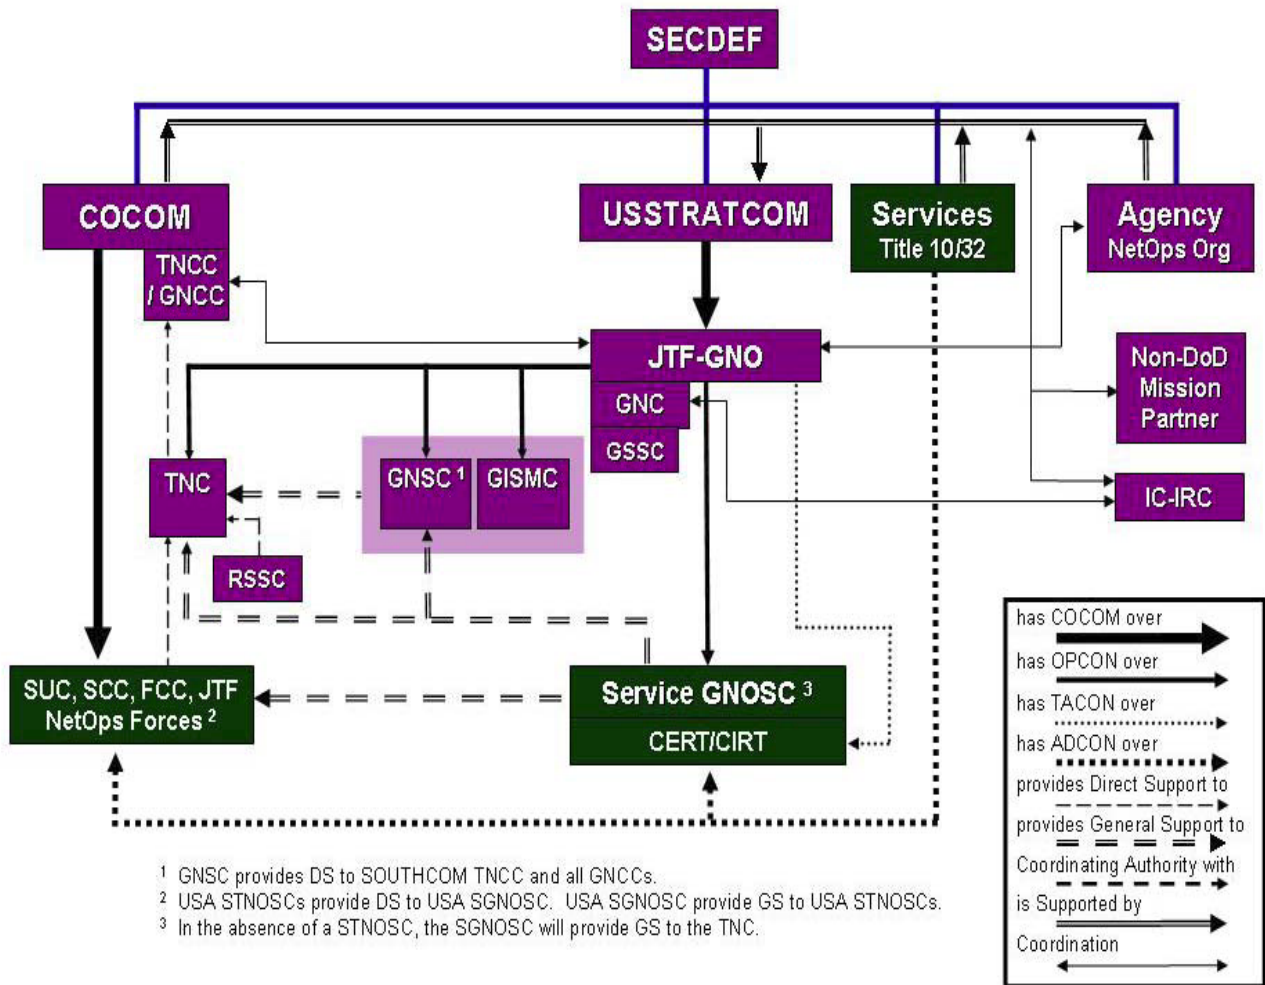 SECDEF
COCOM
USSTRATCOM
Services
Title 10/32
Agency
NetOps Org
TNCC
/ GNCC
JTF-GNO
GNC
GSSC
Non-DoD
Mission
Partner
TNC
GNSC 1
GISMC
IC-IRC
RSSC
SUC, SCC, FCC, JTF
NetOps Forces 2
Service GNOSC 3
CERT/CIRT
has COCOM over
has OPCON over
has TACON over
has ADCON over
provides Direct Support to
provides General Support to
Coordinating Authority with
is Supported by
Coordination
1 GNSC provides DS to SOUTHCOM TNCC and all GNCCs.
2 USA STNOSCs provide DS to USA SGNOSC. USA SGNOSC provide GS to USA STNOSCs.
3 In the absence of a STNOSC, the SGNOSC will provide GS to the TNC.